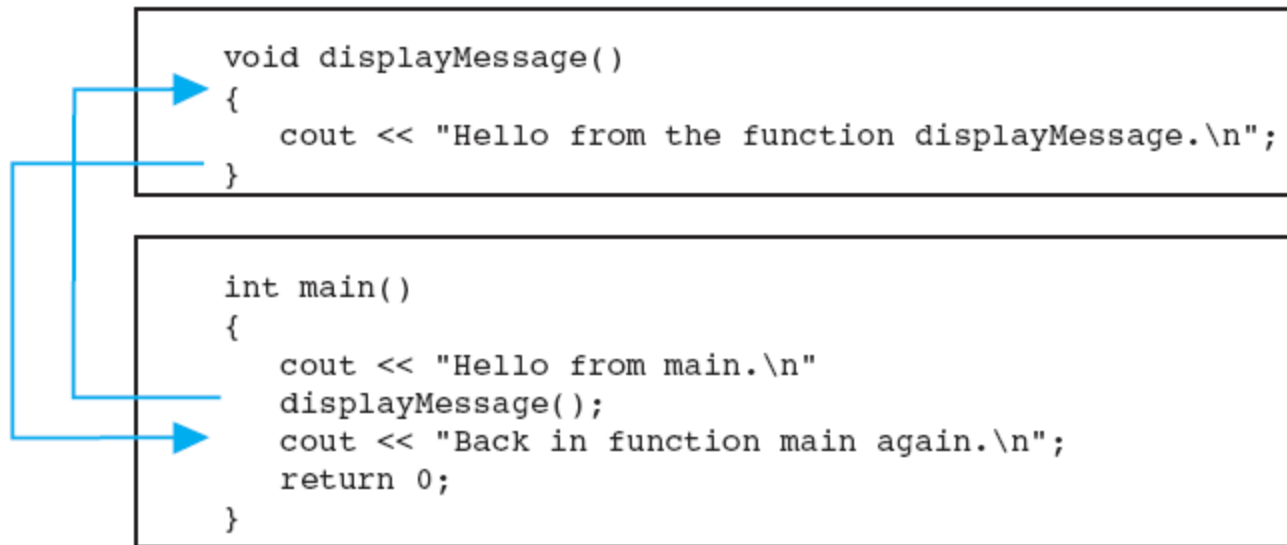 void displayMessage()
{
   cout << "Hello from the function displayMessage.\n";
}
int main()
{
   cout << "Hello from main.\n"
   displayMessage();
   cout << "Back in function main again.\n";
   return 0;
}